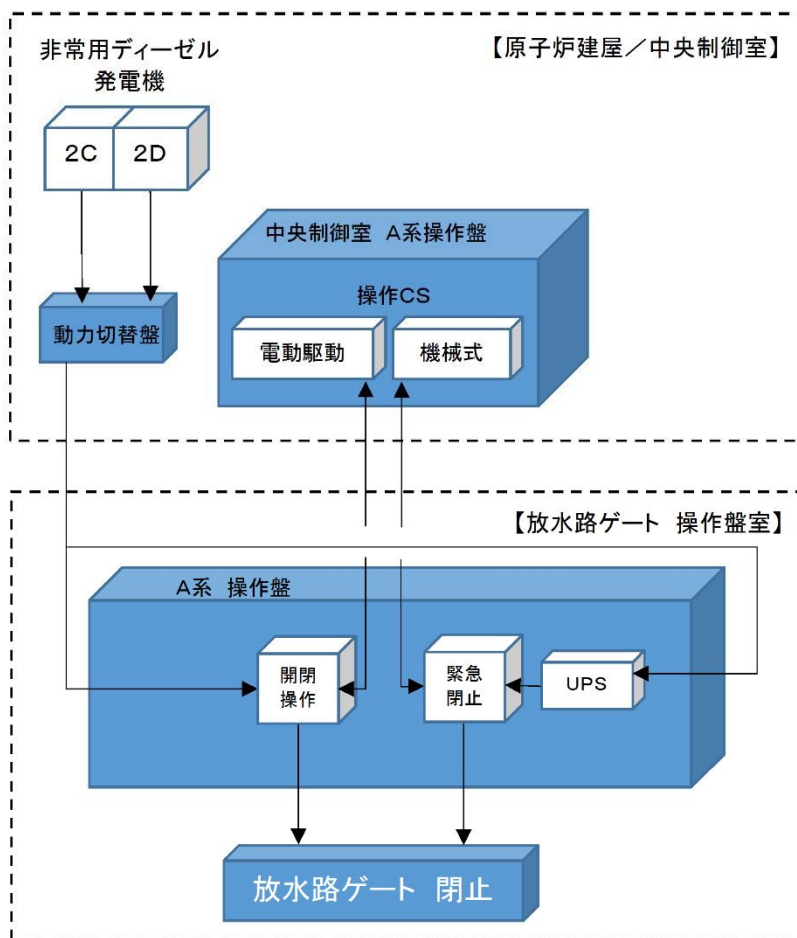 非常用ディーゼル
発電機
【原子炉建屋／中央制御室】
2C
2D
中央制御室 A系操作盤
操作CS
動力切替盤
電動駆動
機械式
【放水路ゲート 操作盤室】
A系 操作盤
開閉
操作
緊急
閉止
UPS
放水路ゲート 閉止